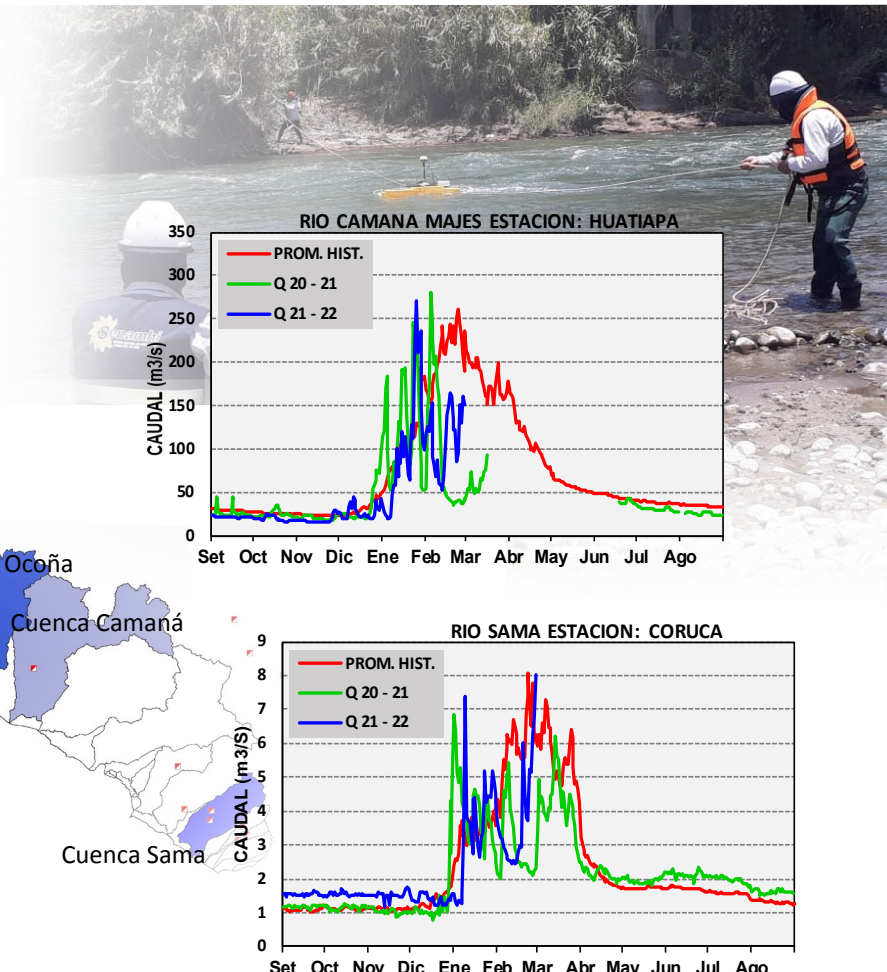 RIO CAMANA MAJES ESTACION: HUATIAPA
CAUDAL (m3/s)
350
300
250
200
150
100
50
0
PROM. HIST.
Q 20 - 21
Q 21 - 22
Set Oct Nov Dic Ene Feb Mar Abr May Jun Jul Ago
Senamhi
Ocoña
Cuenca Camaná
Cuenca Sama
RIO SAMA ESTACION: CORUCA
CAUDAL (m3/S)
9
8
7
6
5
4
3
2
1
0
PROM. HIST.
Q 20 - 21
Q 21 - 22
Set Oct Nov Dic Ene Feb Mar Abr May Jun Jul Ago